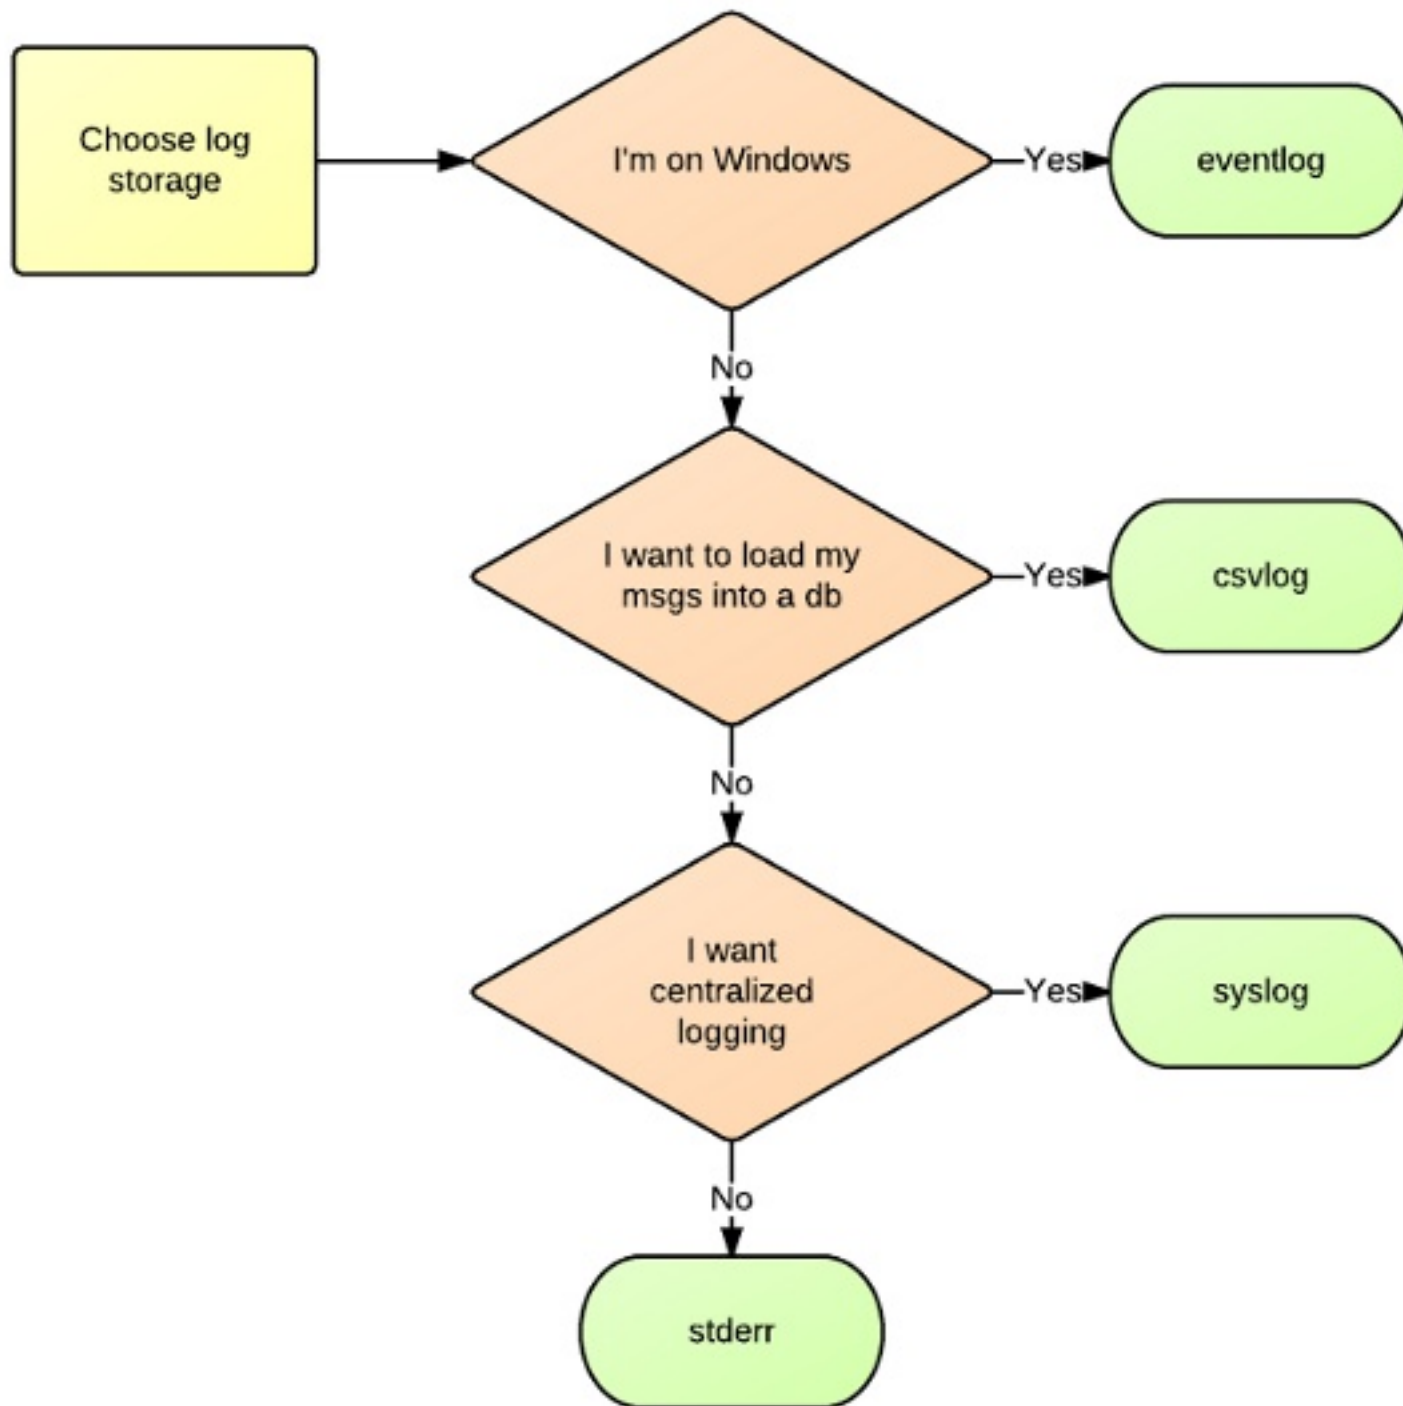 Choose log
storage
I'm on Windows
Yes
eventlog
No
I want to load my
msgs into a db
Yes
csvlog
No
I want
centralized
logging
Yes
syslog
No
stderr